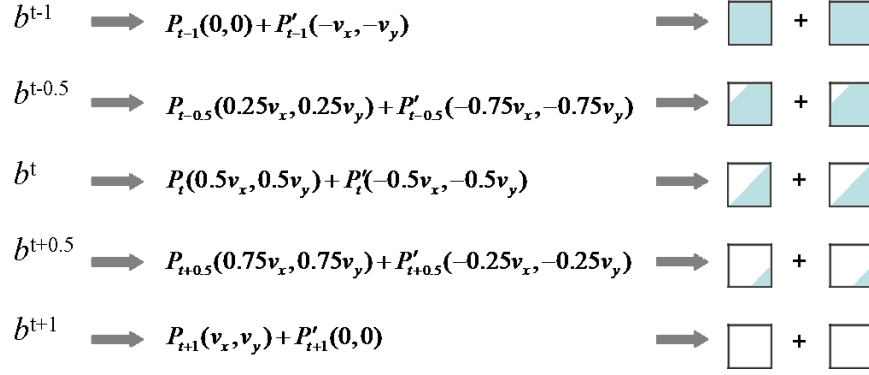 b^{t-1} P_{t-1}(0,0) + P'_{t-1}(-v_x,-v_y) +
b^{t-0.5} P_{t-0.5}(0.25v_x,0.25v_y) + P'_{t-0.5}(-0.75v_x,-0.75v_y) +
b^t P_t(0.5v_x,0.5v_y) + P'_t(-0.5v_x,-0.5v_y) +
b^{t+0.5} P_{t+0.5}(0.75v_x,0.75v_y) + P'_{t+0.5}(-0.25v_x,-0.25v_y) +
b^{t+1} P_{t+1}(v_x,v_y) + P'_{t+1}(0,0) +